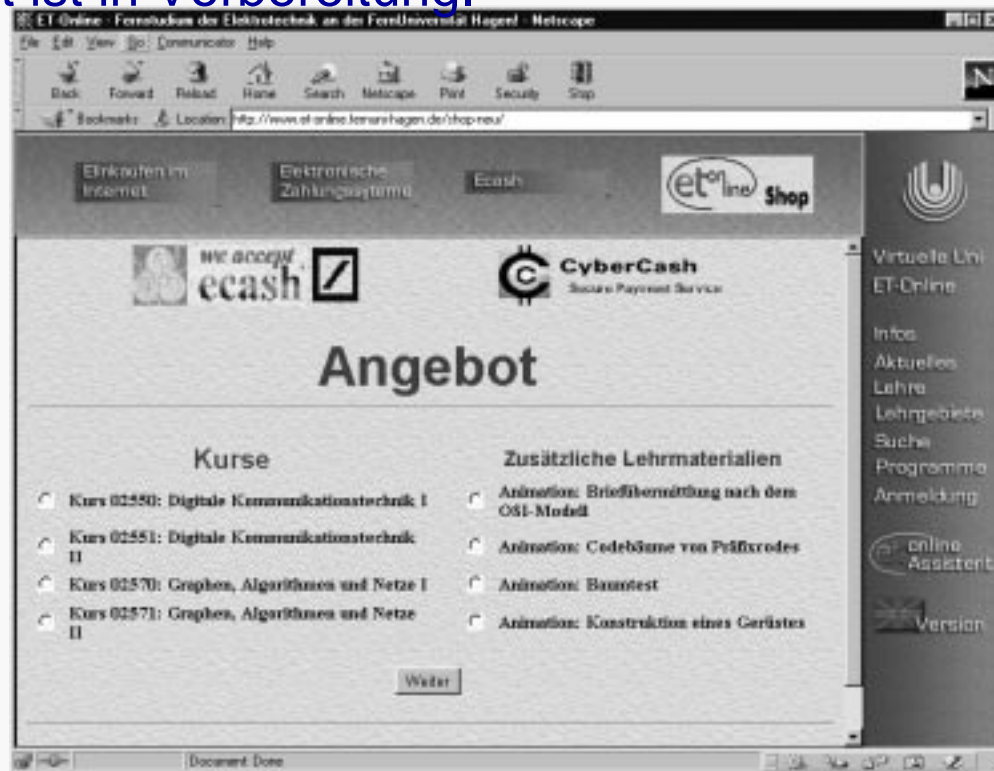 t ist in Vorbereitung.
ET-Online - Fernstudium der Elektrotechnik an der FernUniversität Hagen! - Netscape
File Edit View Go Communicator Help
Back Forward Reload Home Search Netscape Print Security Stop
Bookmarks Location: http://www.et-online.fernuni-hagen.de/shop-neu/
Einkaufen im
Internet
Elektronische
Zahlungssysteme
Ecash
et online Shop
we accept
ecash
CyberCash
Secure Payment Service
Angebot
Kurse
Kurs 02550: Digitale Kommunikationstechnik I
Kurs 02551: Digitale Kommunikationstechnik
II
Kurs 02570: Graphen, Algorithmen und Netze I
Kurs 02571: Graphen, Algorithmen und Netze
II
Zusätzliche Lehrmaterialien
Animation: Briefübermittlung nach dem
OSI-Modell
Animation: Codebäume von Präfixcodes
Animation: Baumtest
Animation: Konstruktion eines Gerüstes
Weiter
Virtuelle Uni
ET-Online
Infos
Aktuelles
Lehre
Lehrgebiete
Suche
Programme
Anmeldung
online
Assistent
Version
Document: Done